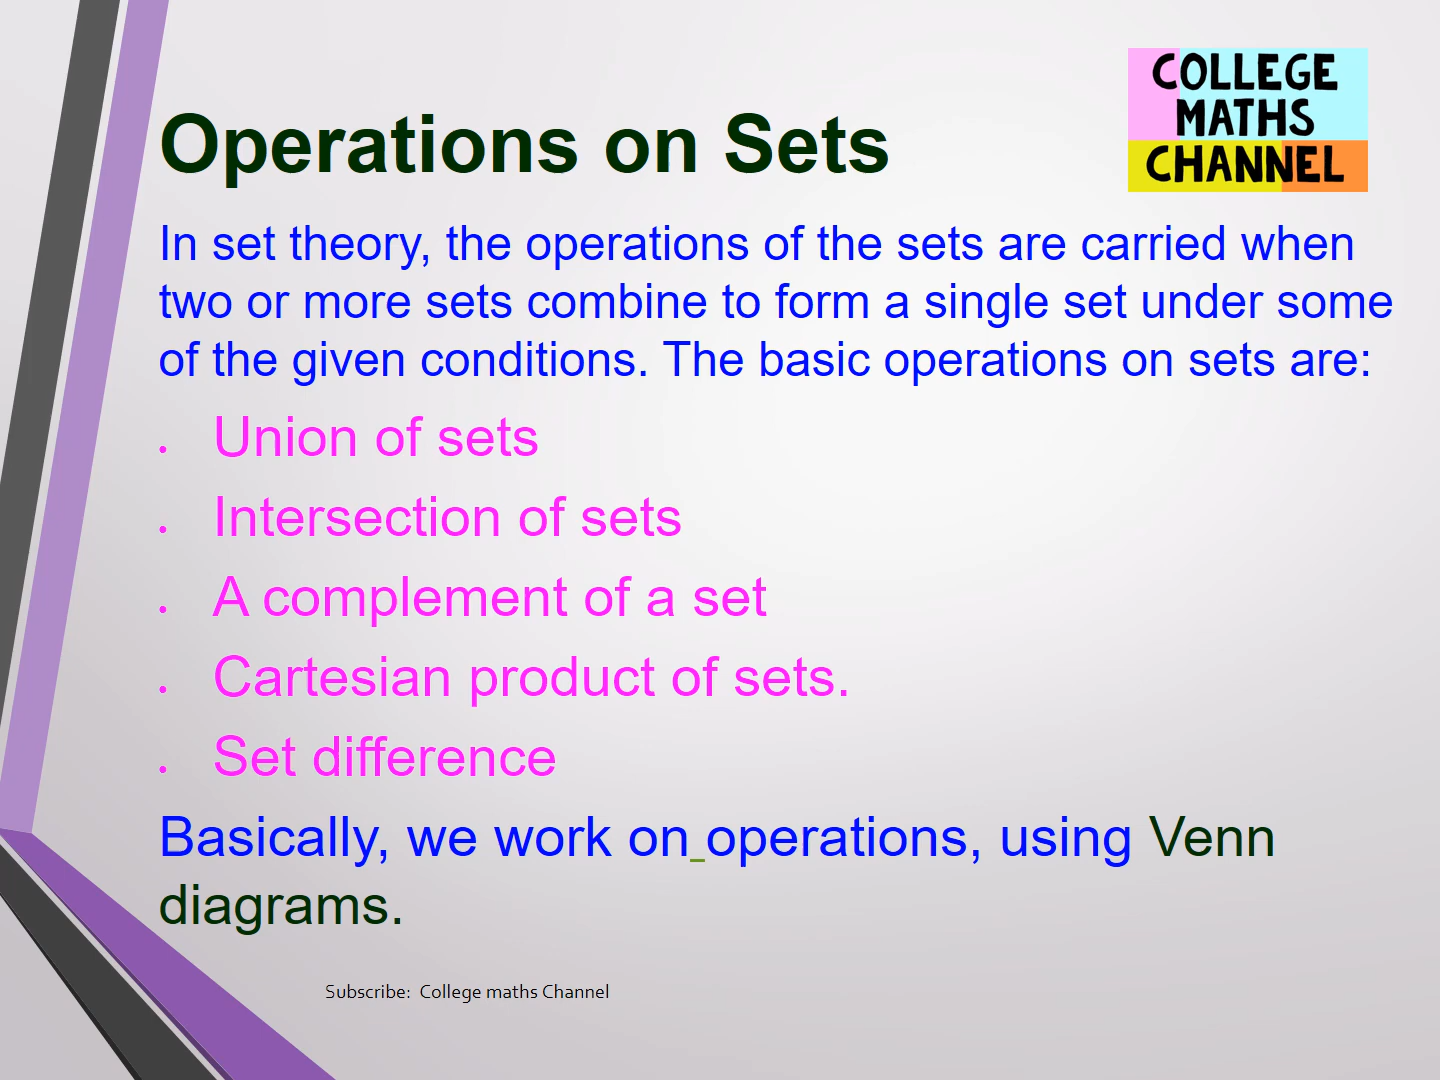 COLLEGE
MATHS
CHANNEL
Operations on Sets
In set theory, the operations of the sets are carried when
two or more sets combine to form a single set under some
of the given conditions. The basic operations on sets are:
• Union of sets
• Intersection of sets
• A complement of a set
• Cartesian product of sets.
• Set difference
Basically, we work on operations, using Venn
diagrams.
Subscribe: College maths Channel